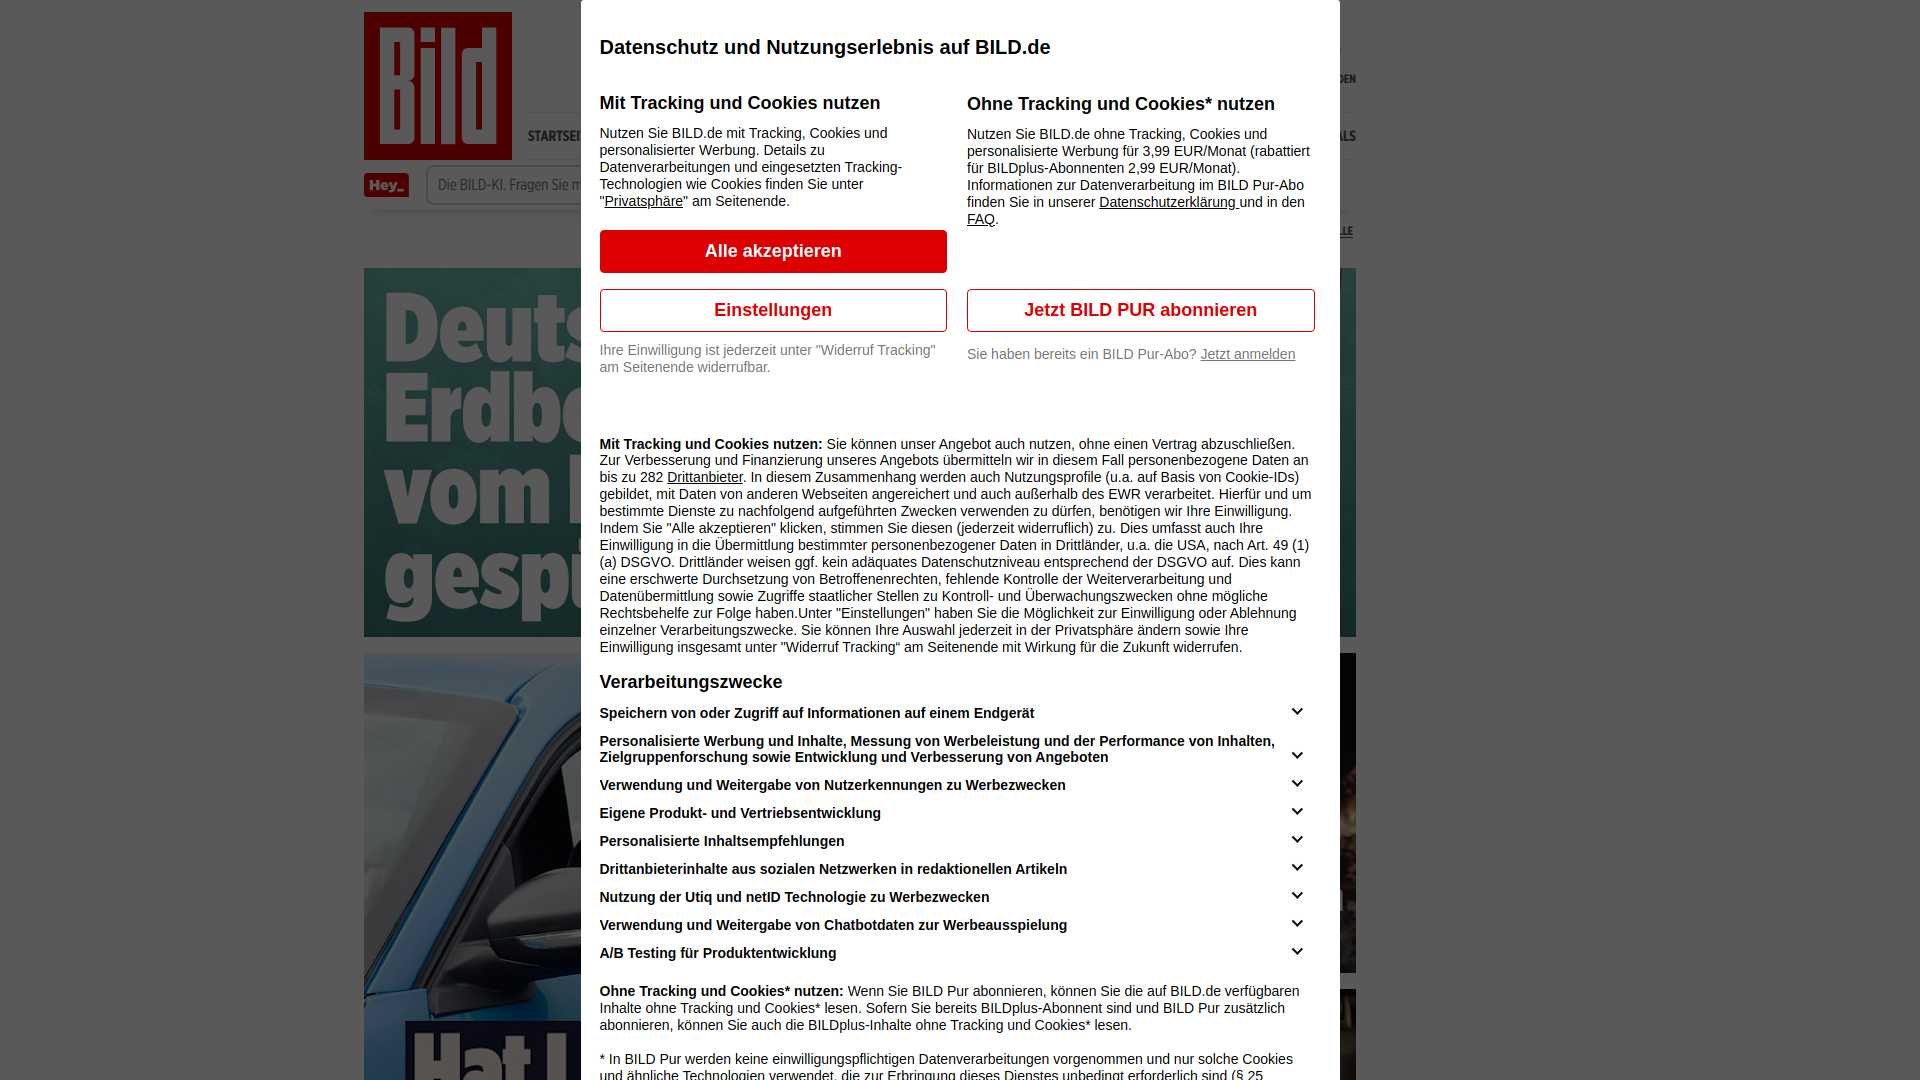 Bild
STARTSEI
Hey_
Die BILD-KI. Fragen Sie m
Deuts
Erdbe
vom
gespü
Hat
Datenschutz und Nutzungserlebnis auf BILD.de
Mit Tracking und Cookies nutzen
Nutzen Sie BILD.de mit Tracking, Cookies und
personalisierter Werbung. Details zu
Datenverarbeitungen und eingesetzten Tracking-
Technologien wie Cookies finden Sie unter
"Privatsphäre" am Seitenende.
Alle akzeptieren
Einstellungen
Ihre Einwilligung ist jederzeit unter "Widerruf Tracking"
am Seitenende widerrufbar.
Ohne Tracking und Cookies* nutzen
Nutzen Sie BILD.de ohne Tracking, Cookies und
personalisierte Werbung für 3,99 EUR/Monat (rabattiert
für BILDplus-Abonnenten 2,99 EUR/Monat).
Informationen zur Datenverarbeitung im BILD Pur-Abo
finden Sie in unserer Datenschutzerklärung und in den
FAQ.
Jetzt BILD PUR abonnieren
Sie haben bereits ein BILD Pur-Abo? Jetzt anmelden
Mit Tracking und Cookies nutzen: Sie können unser Angebot auch nutzen, ohne einen Vertrag abzuschließen.
Zur Verbesserung und Finanzierung unseres Angebots übermitteln wir in diesem Fall personenbezogene Daten an
bis zu 282 Drittanbieter. In diesem Zusammenhang werden auch Nutzungsprofile (u.a. auf Basis von Cookie-IDs)
gebildet, mit Daten von anderen Webseiten angereichert und auch außerhalb des EWR verarbeitet. Hierfür und um
bestimmte Dienste zu nachfolgend aufgeführten Zwecken verwenden zu dürfen, benötigen wir Ihre Einwilligung.
Indem Sie "Alle akzeptieren" klicken, stimmen Sie diesen (jederzeit widerruflich) zu. Dies umfasst auch Ihre
Einwilligung in die Übermittlung bestimmter personenbezogener Daten in Drittländer, u.a. die USA, nach Art. 49 (1)
(a) DSGVO. Drittländer weisen ggf. kein adäquates Datenschutzniveau entsprechend der DSGVO auf. Dies kann
eine erschwerte Durchsetzung von Betroffenenrechten, fehlende Kontrolle der Weiterverarbeitung und
Datenübermittlung sowie Zugriffe staatlicher Stellen zu Kontroll- und Überwachungszwecken ohne mögliche
Rechtsbehelfe zur Folge haben.Unter "Einstellungen" haben Sie die Möglichkeit zur Einwilligung oder Ablehnung
einzelner Verarbeitungszwecke. Sie können Ihre Auswahl jederzeit in der Privatsphäre ändern sowie Ihre
Einwilligung insgesamt unter "Widerruf Tracking“ am Seitenende mit Wirkung für die Zukunft widerrufen.
Verarbeitungszwecke
Speichern von oder Zugriff auf Informationen auf einem Endgerät
Personalisierte Werbung und Inhalte, Messung von Werbeleistung und der Performance von Inhalten,
Zielgruppenforschung sowie Entwicklung und Verbesserung von Angeboten
Verwendung und Weitergabe von Nutzerkennungen zu Werbezwecken
Eigene Produkt- und Vertriebsentwicklung
Personalisierte Inhaltsempfehlungen
Drittanbieterinhalte aus sozialen Netzwerken in redaktionellen Artikeln
Nutzung der Utiq und netID Technologie zu Werbezwecken
Verwendung und Weitergabe von Chatbotdaten zur Werbeausspielung
A/B Testing für Produktentwicklung
Ohne Tracking und Cookies* nutzen: Wenn Sie BILD Pur abonnieren, können Sie die auf BILD.de verfügbaren
Inhalte ohne Tracking und Cookies* lesen. Sofern Sie bereits BILDplus-Abonnent sind und BILD Pur zusätzlich
abonnieren, können Sie auch die BILDplus-Inhalte ohne Tracking und Cookies* lesen.
* In BILD Pur werden keine einwilligungspflichtigen Datenverarbeitungen vorgenommen und nur solche Cookies
und ähnliche Technologien verwendet, die zur Erbringung dieses Dienstes unbedingt erforderlich sind (§ 25